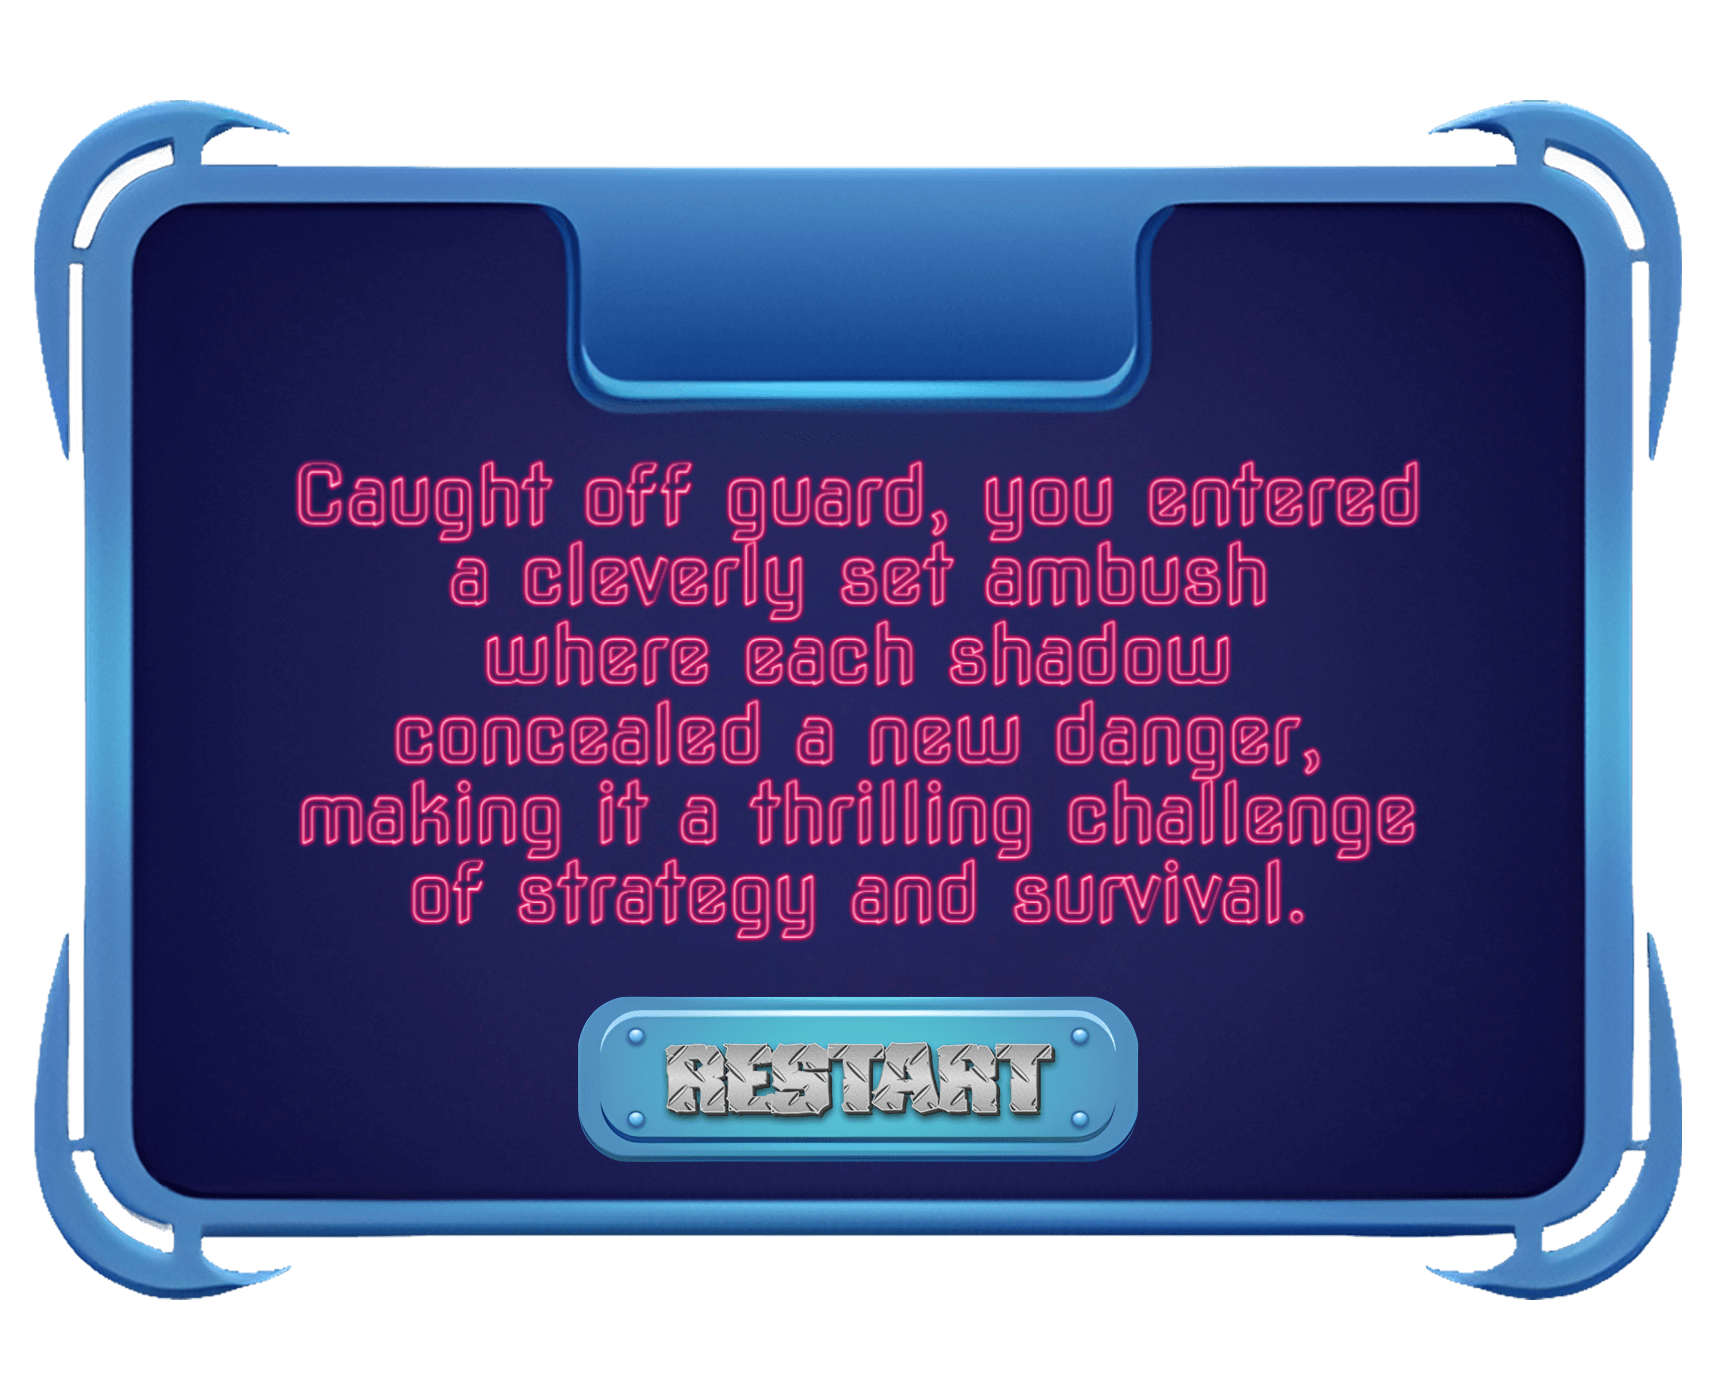 Caught off guard, you entered
a cleverly set ambush
where each shadow
concealed a new danger,
making it a thrilling challenge
of strategy and survival.
RESTART